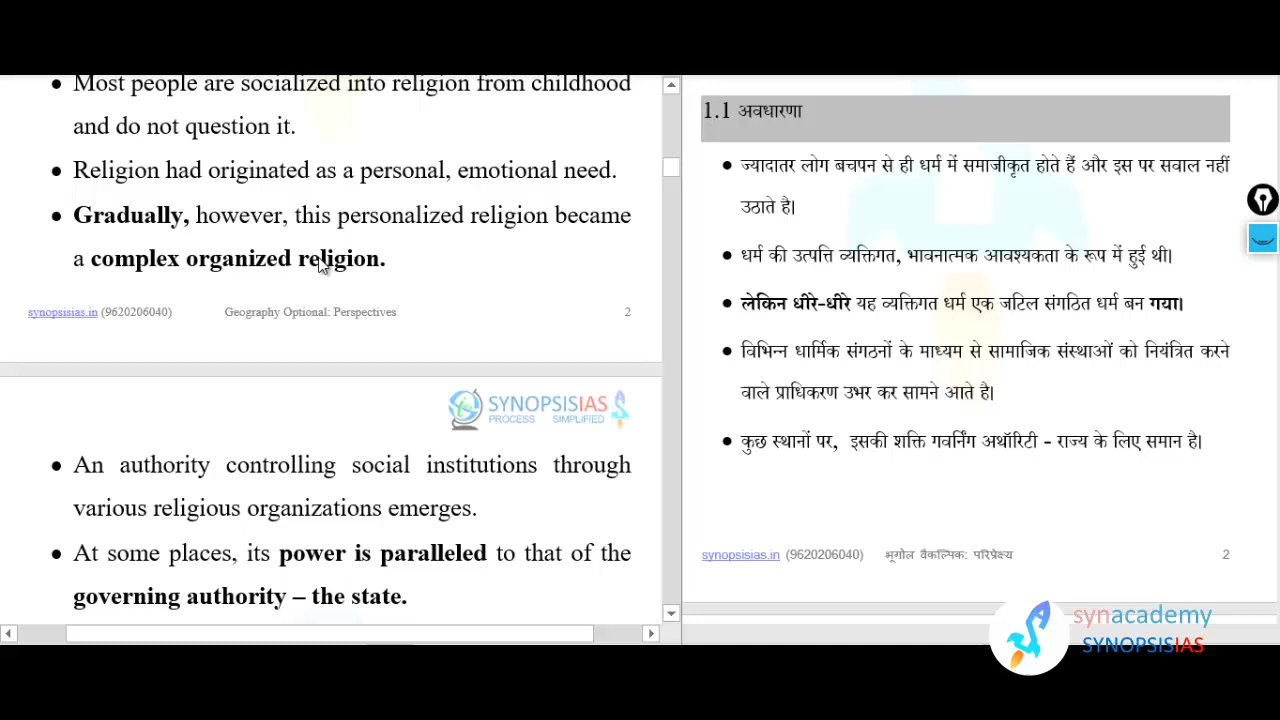 Most people are socialized into religion from childhood
and do not question it.
Religion had originated as a personal, emotional need.
Gradually, however, this personalized religion became
a complex organized religion.
synopsisias.in (9620206040) Geography Optional: Perspectives 2
SYNOPSISIAS
PROCESS SIMPLIFIED
An authority controlling social institutions through
various religious organizations emerges.
At some places, its power is paralleled to that of the
governing authority – the state.
1.1 अवधारणा
ज्यादातर लोग बचपन से ही धर्म में समाजीकृत होते हैं और इस पर सवाल नहीं
उठाते है।
धर्म की उत्पत्ति व्यक्तिगत, भावनात्मक आवश्यकता के रूप में हुई थी।
लेकिन धीरे-धीरे यह व्यक्तिगत धर्म एक जटिल संगठित धर्म बन गया।
विभिन्न धार्मिक संगठनों के माध्यम से सामाजिक संस्थाओं को नियंत्रित करने
वाले प्राधिकरण उभर कर सामने आते है।
कुछ स्थानों पर, इसकी शक्ति गवर्निंग अथॉरिटी - राज्य के लिए समान है।
synopsisias.in (9620206040) भूगोल वैकल्पिक: परिप्रेक्ष्य 2
synacademy
SYNOPSISIAS